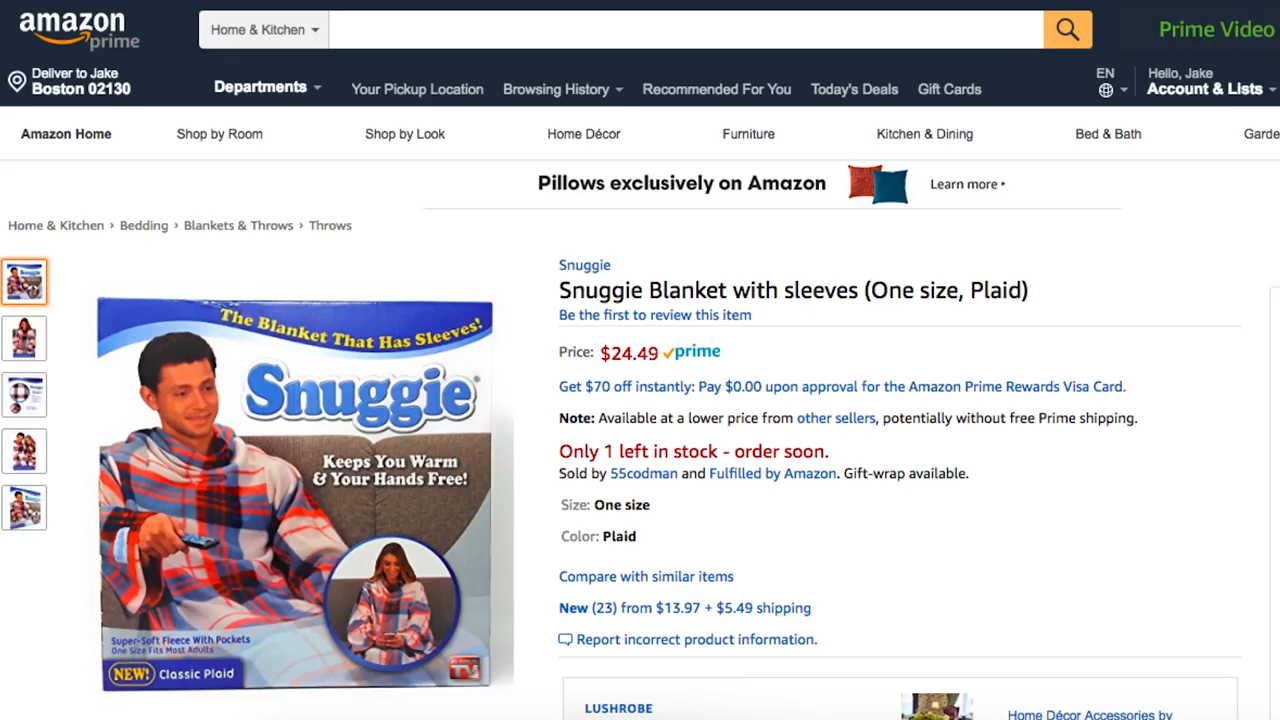 amazon
prime
Home & Kitchen
Prime Video
Deliver to Jake
Boston 02130
Departments
Your Pickup Location
Browsing History
Recommended For You
Today's Deals
Gift Cards
EN
Hello, Jake
Account & Lists
Amazon Home
Shop by Room
Shop by Look
Home Décor
Furniture
Kitchen & Dining
Bed & Bath
Garde
Pillows exclusively on Amazon
Learn more
Home & Kitchen › Bedding › Blankets & Throws › Throws
The Blanket That Has Sleeves!
Snuggie®
Keeps You Warm
& Your Hands Free!
Super-Soft Fleece With Pockets
One Size Fits Most Adults
NEW! Classic Plaid
TV
Snuggie
Snuggie Blanket with sleeves (One size, Plaid)
Be the first to review this item
Price: $24.49 prime
Get $70 off instantly: Pay $0.00 upon approval for the Amazon Prime Rewards Visa Card.
Note: Available at a lower price from other sellers, potentially without free Prime shipping.
Only 1 left in stock - order soon.
Sold by 55codman and Fulfilled by Amazon. Gift-wrap available.
Size: One size
Color: Plaid
Compare with similar items
New (23) from $13.97 + $5.49 shipping
Report incorrect product information.
LUSHROBE
Home Décor Accessories by